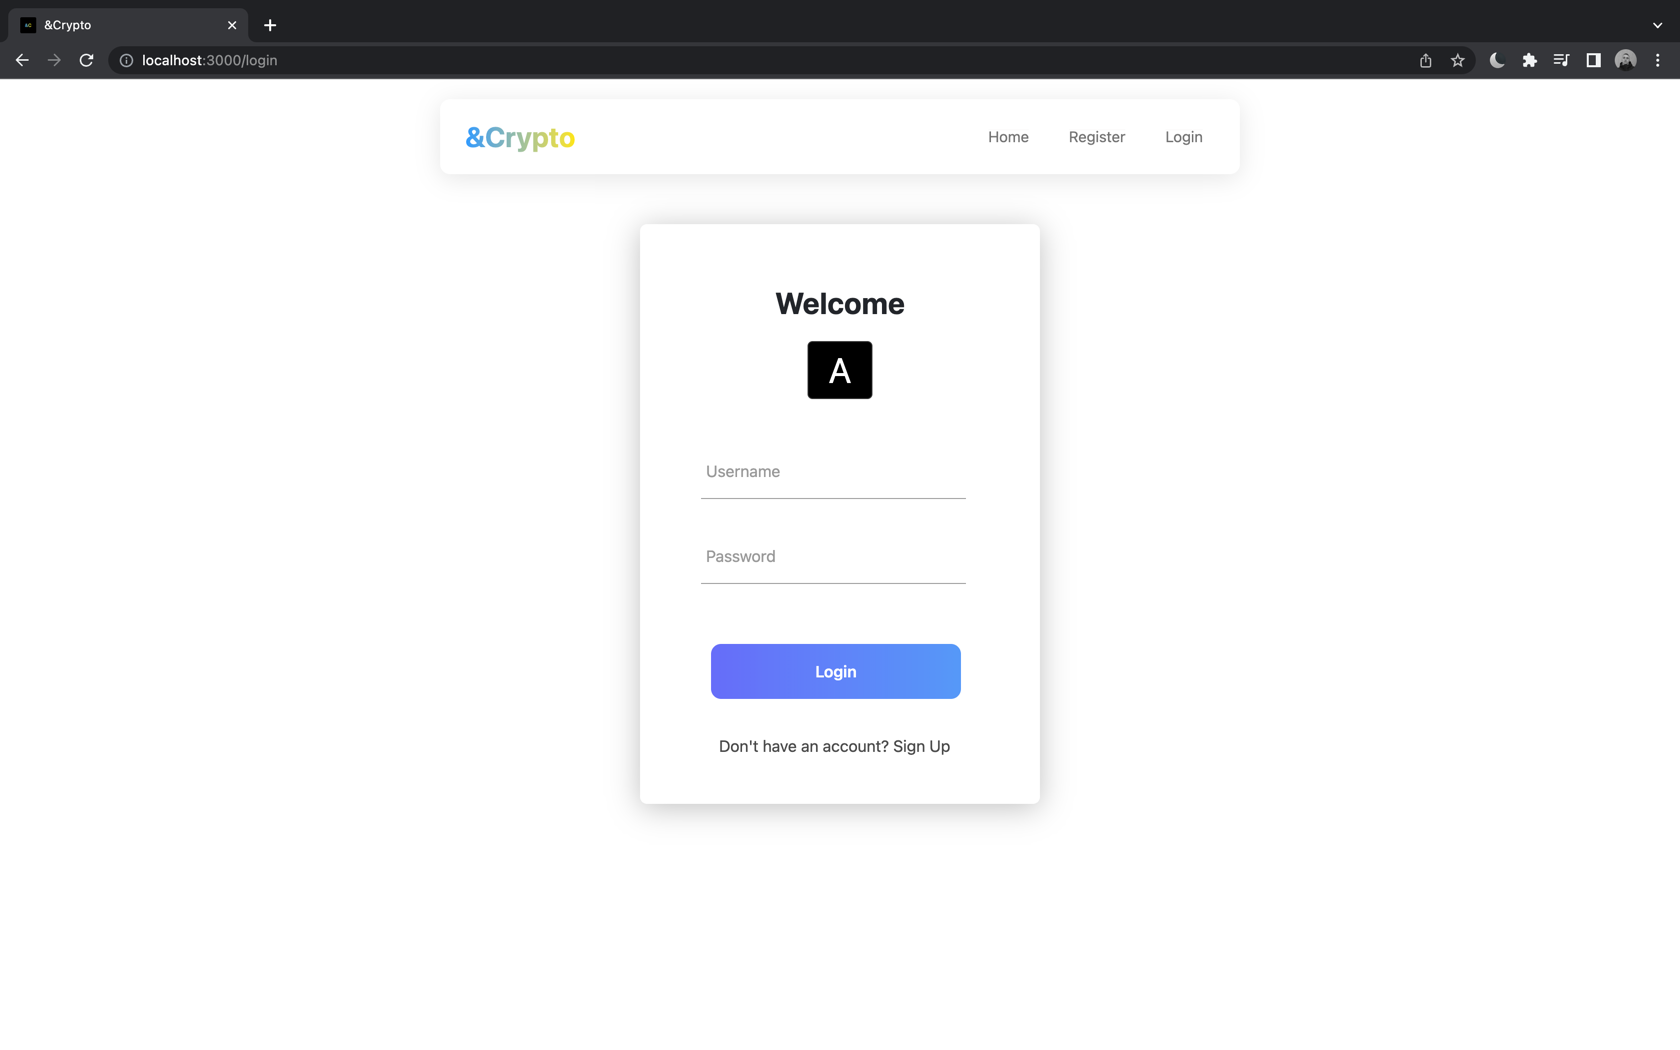 &Crypto
localhost:3000/login
&Crypto
Home Register Login
Welcome
A
Username
Password
Login
Don't have an account? Sign Up